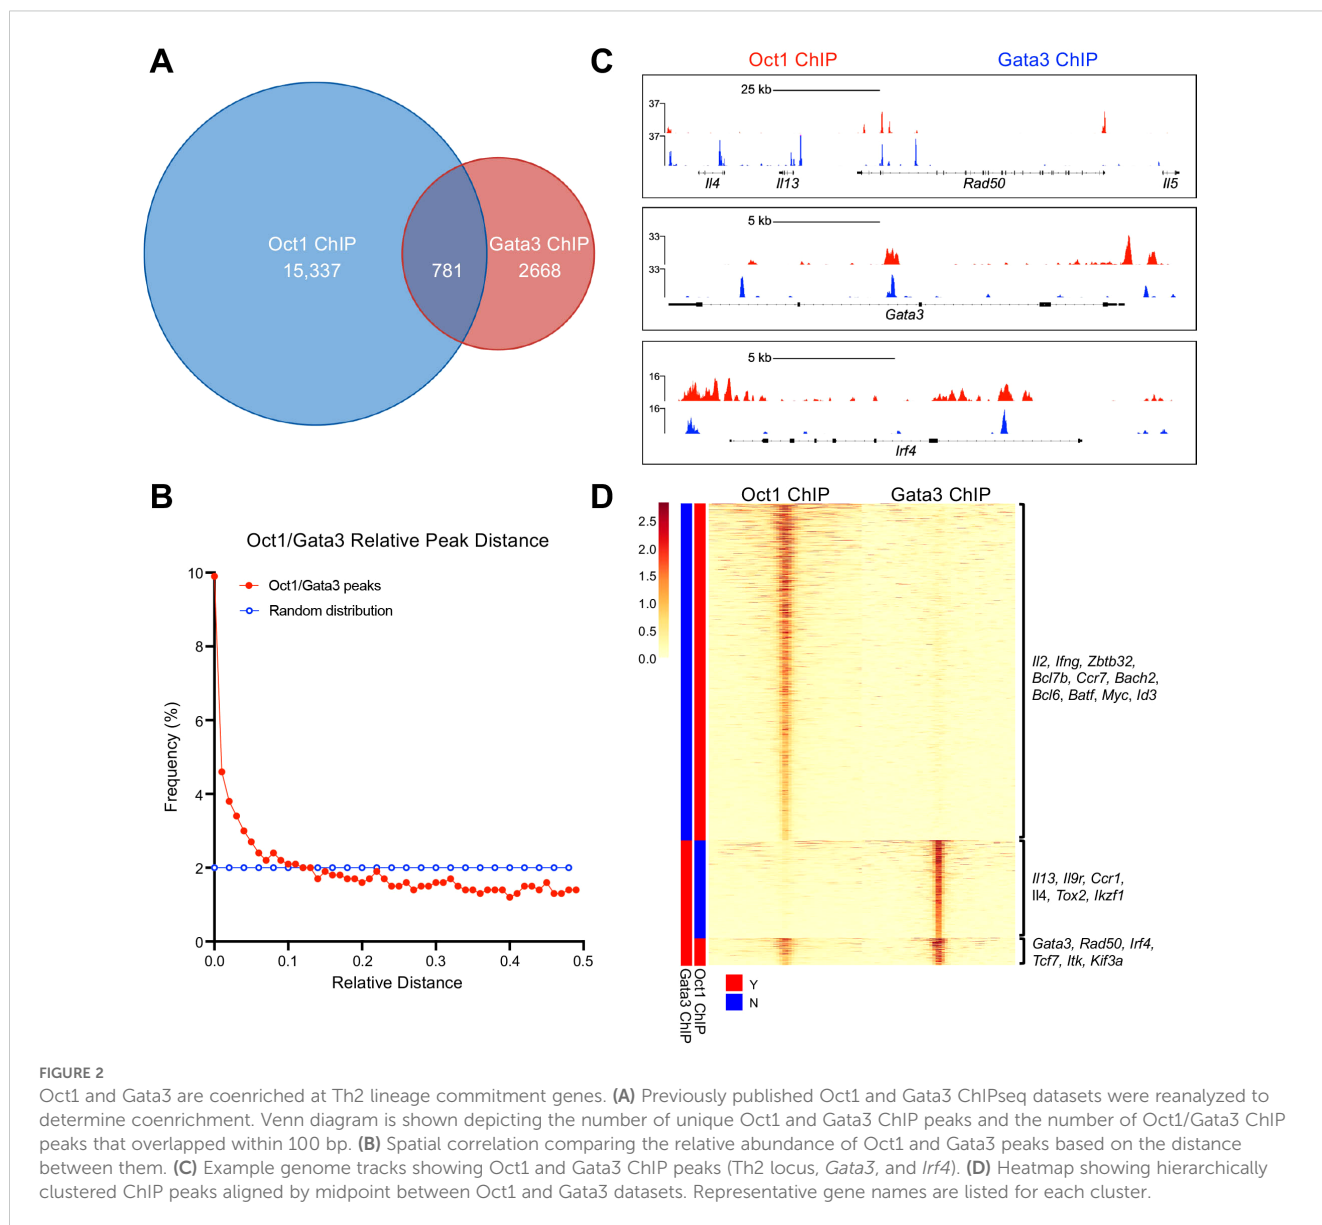 A
Oct1 ChIP
15,337
781
Gata3 ChIP
2668
B
Oct1/Gata3 Relative Peak Distance
Oct1/Gata3 peaks
Random distribution
Frequency (%)
10
8
6
4
2
0
0.0 0.1 0.2 0.3 0.4 0.5
Relative Distance
C
Oct1 ChIP Gata3 ChIP
25 kb
37
37
Il4 Il13 Rad50 Il5
5 kb
33
33
Gata3
5 kb
16
16
Irf4
D
Oct1 ChIP Gata3 ChIP
2.5
2.0
1.5
1.0
0.5
0.0
Il2, Ifng, Zbtb32,
Bcl7b, Ccr7, Bach2,
Bcl6, Batf, Myc, Id3
Il13, Il9r, Ccr1,
Il4, Tox2, Ikzf1
Gata3, Rad50, Irf4,
Tcf7, Itk, Kif3a
Gata3 ChIP
Oct1 ChIP
Y
N
FIGURE 2
Oct1 and Gata3 are coenriched at Th2 lineage commitment genes. (A) Previously published Oct1 and Gata3 ChIPseq datasets were reanalyzed to
determine coenrichment. Venn diagram is shown depicting the number of unique Oct1 and Gata3 ChIP peaks and the number of Oct1/Gata3 ChIP
peaks that overlapped within 100 bp. (B) Spatial correlation comparing the relative abundance of Oct1 and Gata3 peaks based on the distance
between them. (C) Example genome tracks showing Oct1 and Gata3 ChIP peaks (Th2 locus, Gata3, and Irf4). (D) Heatmap showing hierarchically
clustered ChIP peaks aligned by midpoint between Oct1 and Gata3 datasets. Representative gene names are listed for each cluster.